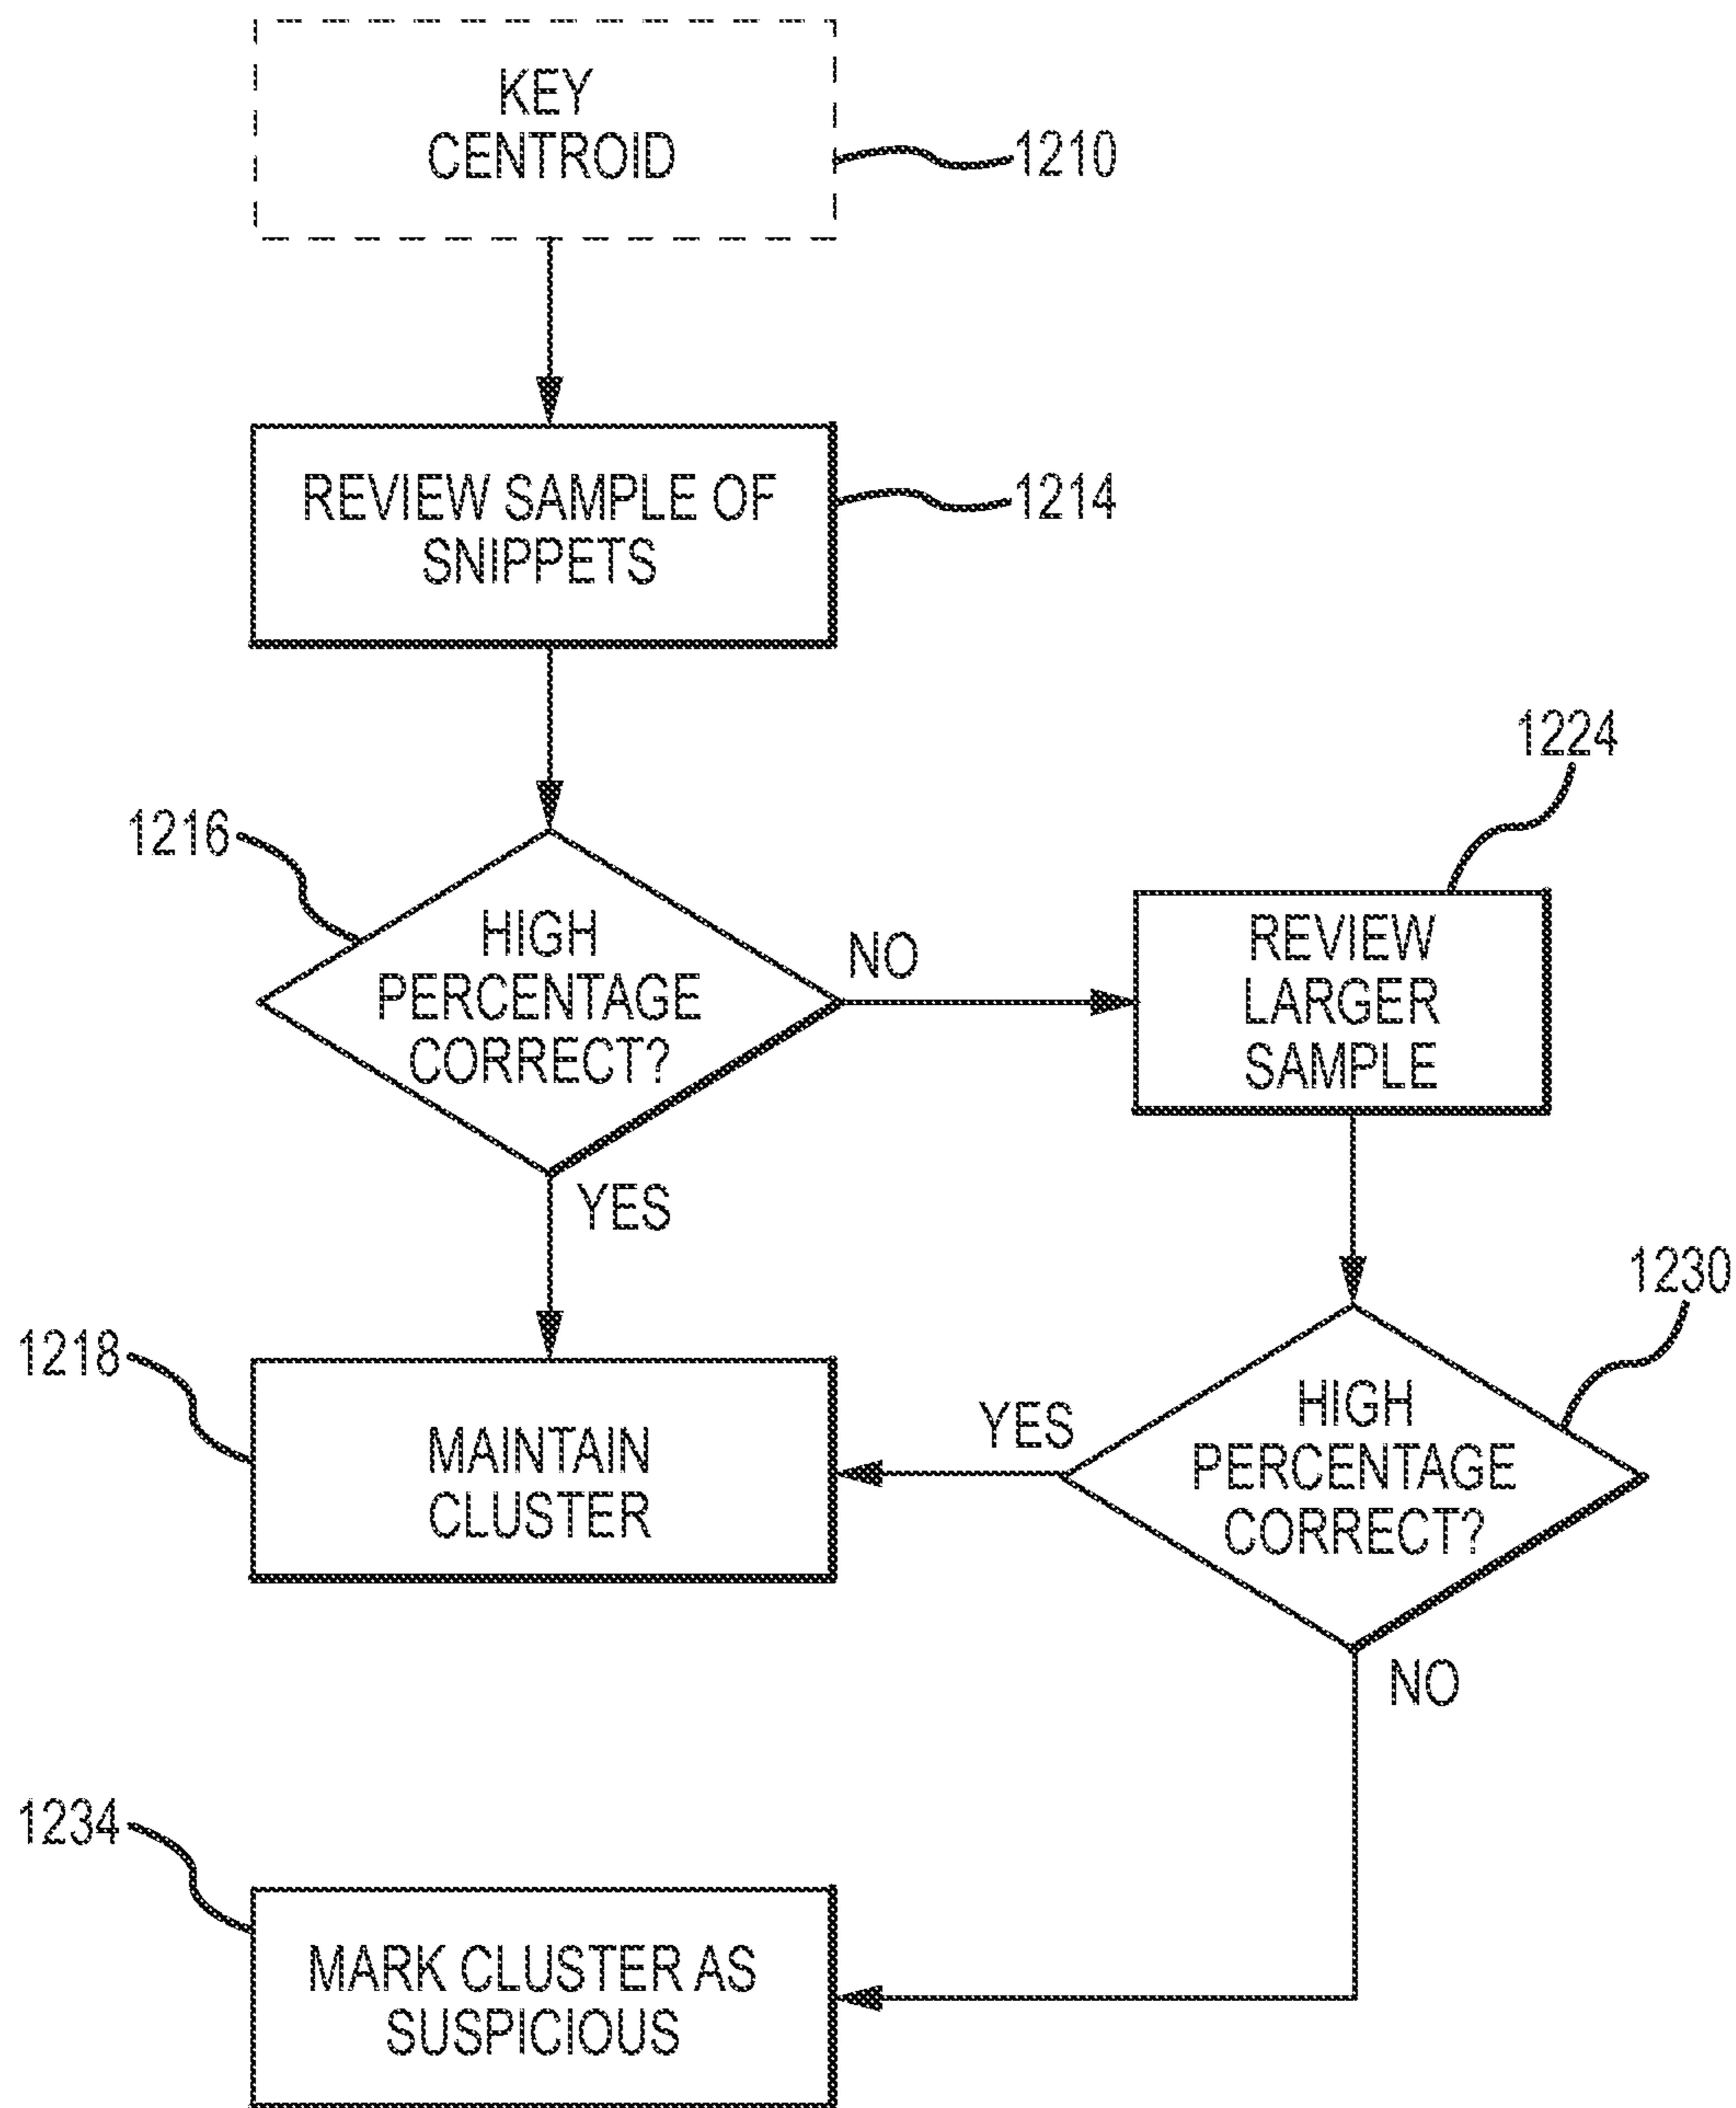 KEY
CENTROID
1210
REVIEW SAMPLE OF
SNIPPETS
1214
1216
HIGH
PERCENTAGE
CORRECT?
NO
YES
1224
REVIEW
LARGER
SAMPLE
1218
MAINTAIN
CLUSTER
1230
HIGH
PERCENTAGE
CORRECT?
YES
NO
1234
MARK CLUSTER AS
SUSPICIOUS